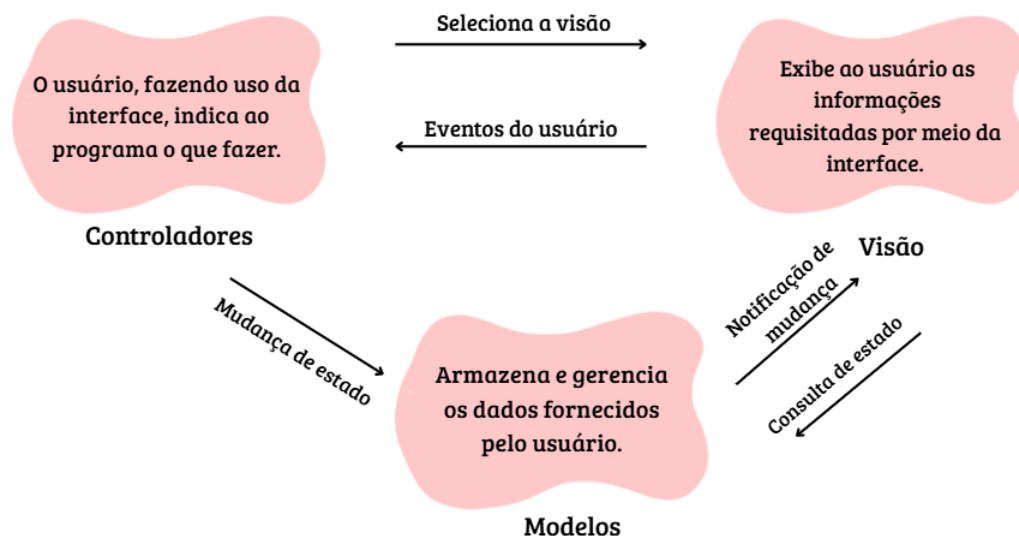 Seleciona a visão
O usuário, fazendo uso da
interface, indica ao
programa o que fazer.
Exibe ao usuário as
informações
requisitadas por meio da
interface.
Eventos do usuário
Controladores
Visão
Mudança de estado
Notificação de
mudança
Consulta de estado
Armazena e gerencia
os dados fornecidos
pelo usuário.
Modelos